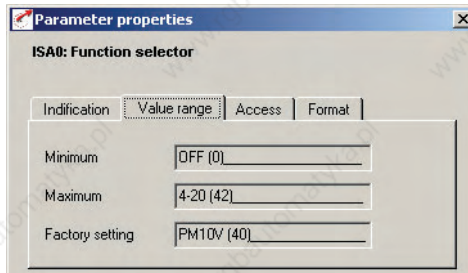 Parameter properties
ISA0: Function selector
Indification Value range Access Format
Minimum OFF (0)
Maximum 4-20 (42)
Factory setting PM10V (40)